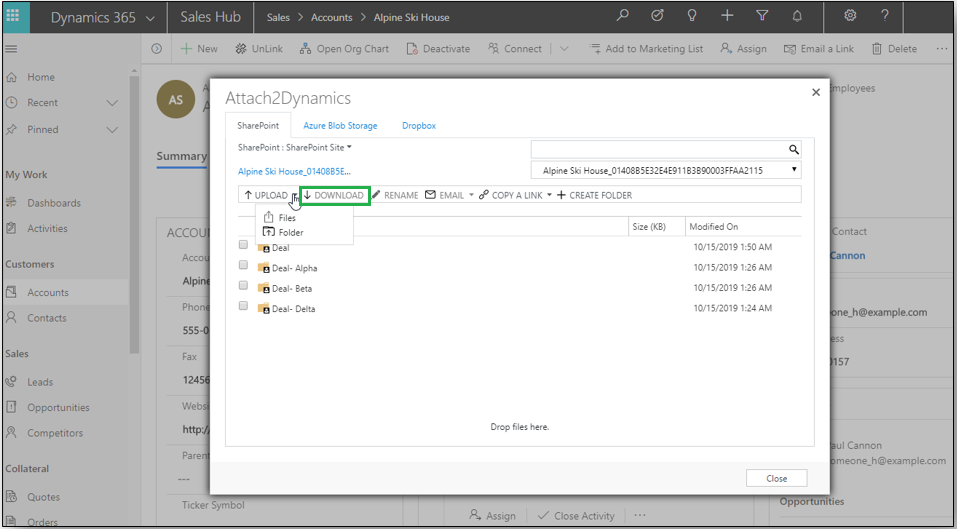 Dynamics 365
Sales Hub
Sales > Accounts > Alpine Ski House
?
+ New
UnLink
Open Org Chart
Deactivate
Connect
Add to Marketing List
Assign
Email a Link
Delete
...
Home
Recent
Pinned
My Work
Dashboards
Activities
Customers
Accounts
Contacts
Sales
Leads
Opportunities
Competitors
Collateral
Quotes
Orders
AS
A
A
Employees
Summary
ACCOU
Accou
Alpine
Phone
555-0
Fax
12456
Websi
http:/
Parent
---
Ticker Symbol
Attach2Dynamics
SharePoint
Azure Blob Storage
Dropbox
SharePoint : SharePoint Site
Alpine Ski House_01408B5E...
Alpine Ski House_01408B5E32E4E911B3B90003FFAA2115
UPLOAD
DOWNLOAD
RENAME
EMAIL
COPY A LINK
CREATE FOLDER
Files
Folder
Size (KB)
Modified On
Deal 10/15/2019 1:50 AM
Deal- Alpha 10/15/2019 1:26 AM
Deal- Beta 10/15/2019 1:26 AM
Deal- Delta 10/15/2019 1:24 AM
Drop files here.
Close
Contact
Cannon
one_h@example.com
ess
0157
Paul Cannon
omeone_h@example.com
Opportunities
Assign
Close Activity
...